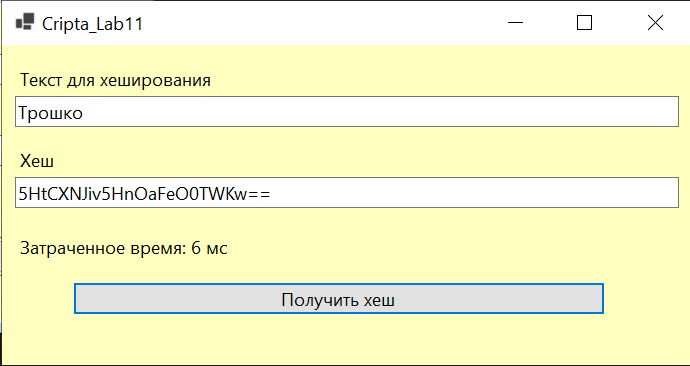 Cripta_Lab11
Текст для хеширования
Трошко
Хеш
5HtCXNJiv5HnOaFeO0TWKw==
Затраченное время: 6 мс
Получить хеш